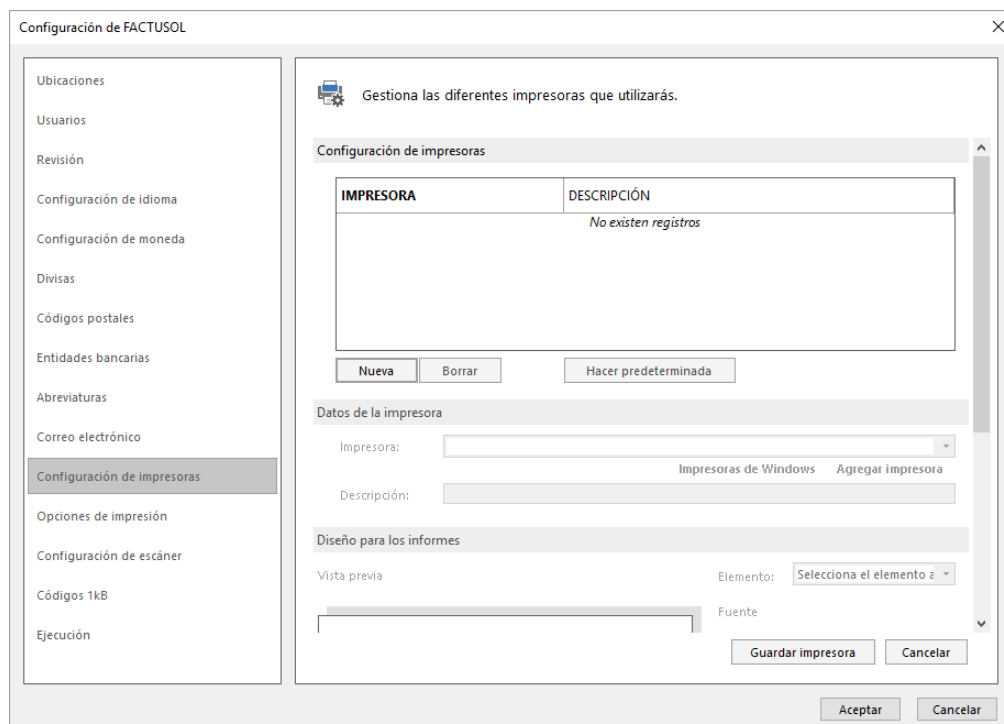 Configuración de FACTUSOL
Ubicaciones
Usuarios
Revisión
Configuración de idioma
Configuración de moneda
Divisas
Códigos postales
Entidades bancarias
Abreviaturas
Correo electrónico
Configuración de impresoras
Opciones de impresión
Configuración de escáner
Códigos 1kB
Ejecución
Gestiona las diferentes impresoras que utilizarás.
Configuración de impresoras
IMPRESORA DESCRIPCIÓN
No existen registros
Nueva Borrar Hacer predeterminada
Datos de la impresora
Impresora:
Impresoras de Windows Agregar impresora
Descripción:
Diseño para los informes
Vista previa Elemento: Selecciona el elemento a
Fuente
Guardar impresora Cancelar
Aceptar Cancelar